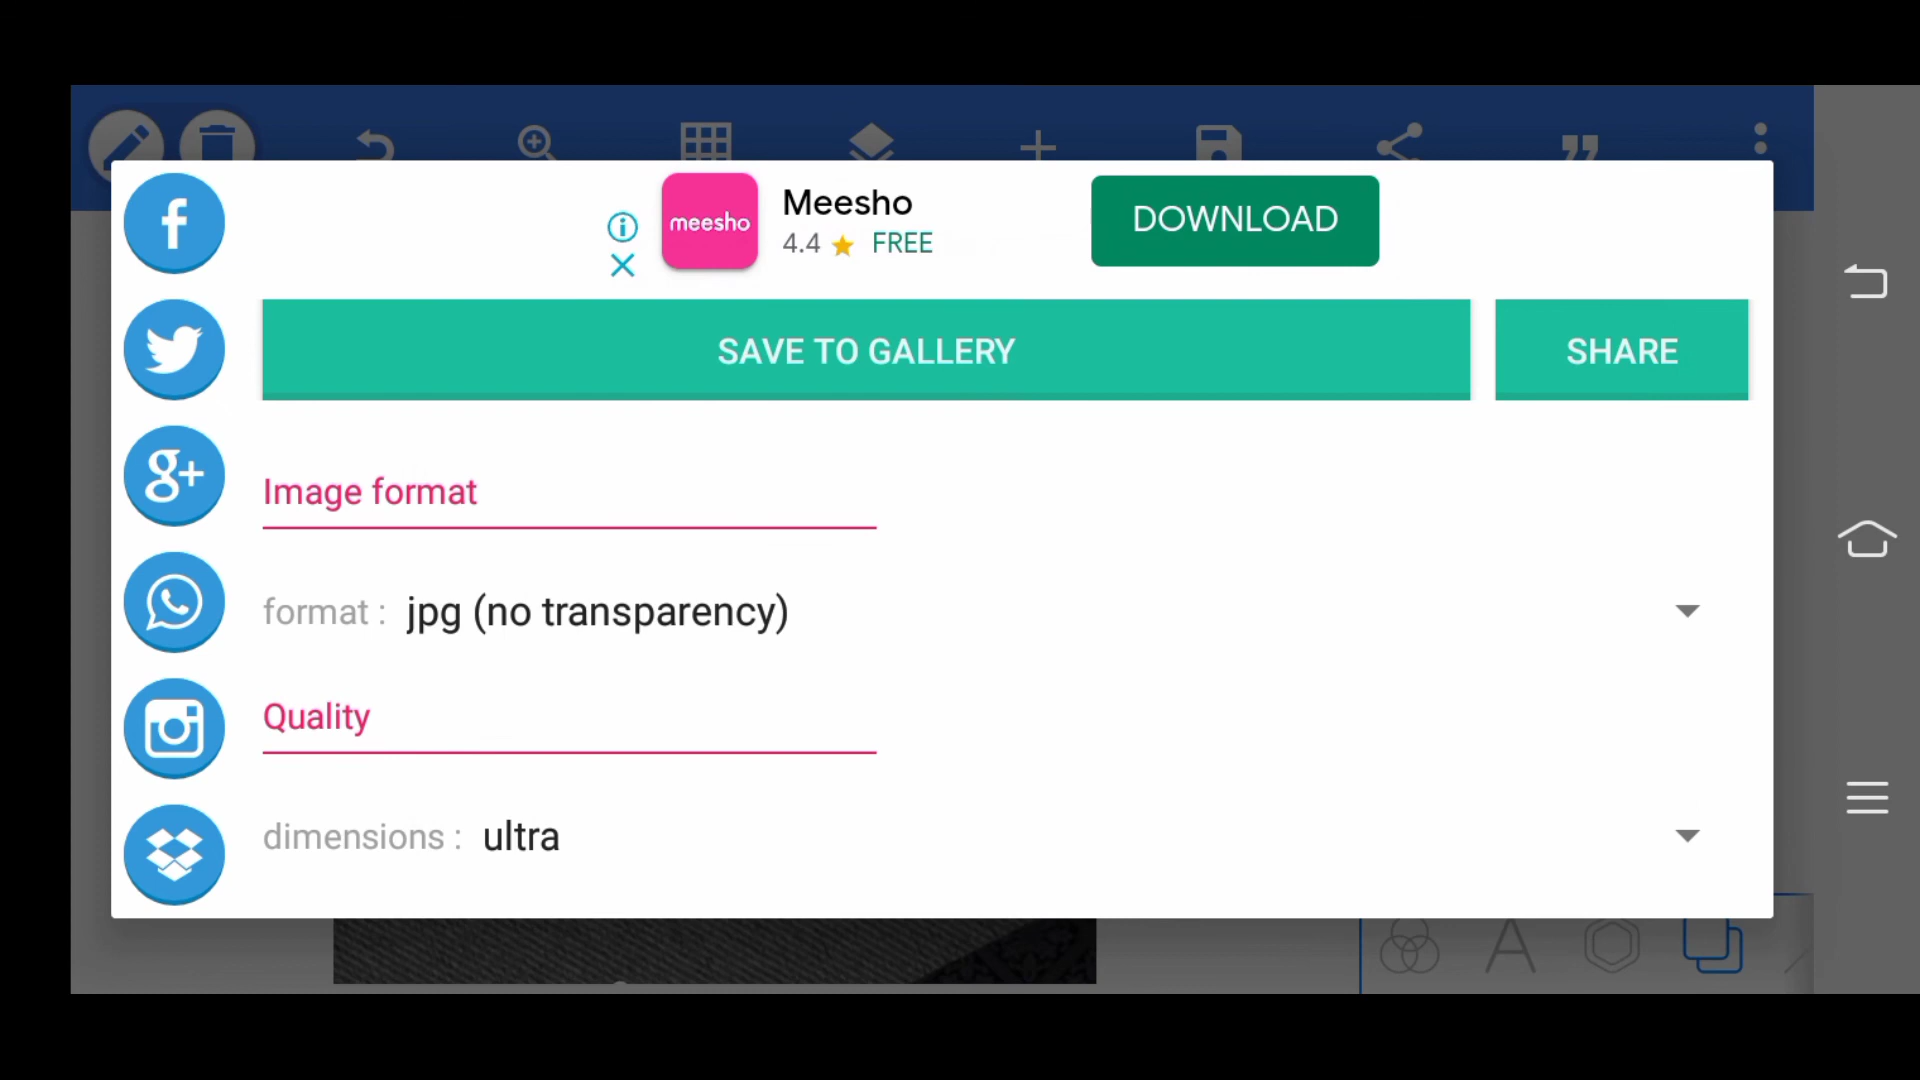 meesho
Meesho
4.4 FREE
DOWNLOAD
SAVE TO GALLERY
SHARE
Image format
format : jpg (no transparency)
Quality
dimensions : ultra